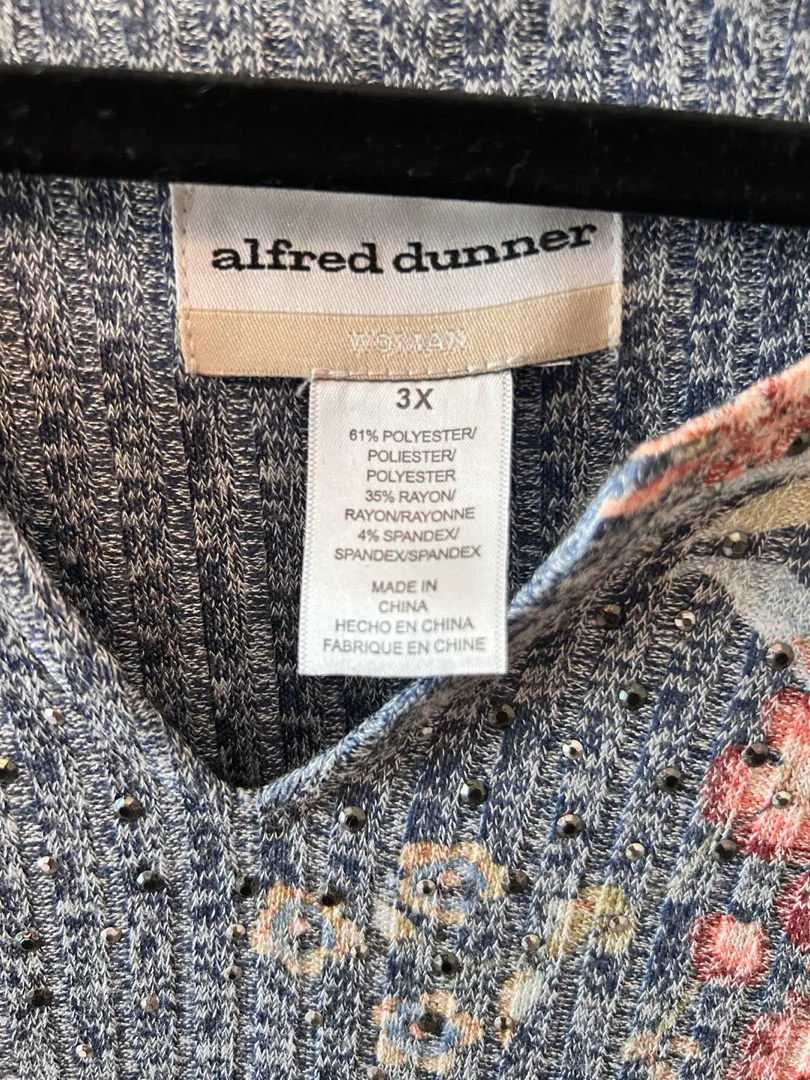 alfred dunner
WOMAN
3X
61% POLYESTER/
POLIESTER/
POLYESTER
35% RAYON/
RAYON/RAYONNE
4% SPANDEX/
SPANDEX/SPANDEX
MADE IN
CHINA
HECHO EN CHINA
FABRIQUE EN CHINE